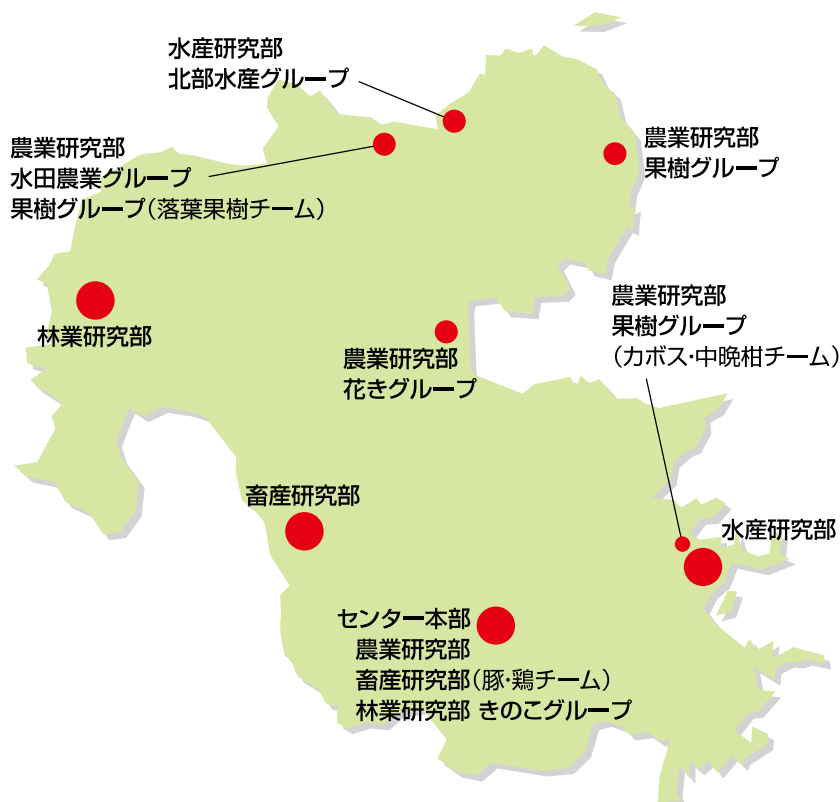 水産研究部
北部水産グループ
農業研究部
水田農業グループ
果樹グループ(落葉果樹チーム)
農業研究部
果樹グループ
林業研究部
農業研究部
花きグループ
農業研究部
果樹グループ
(カボス・中晩柑チーム)
畜産研究部
水産研究部
センター本部
農業研究部
畜産研究部(豚・鶏チーム)
林業研究部 きのこグループ